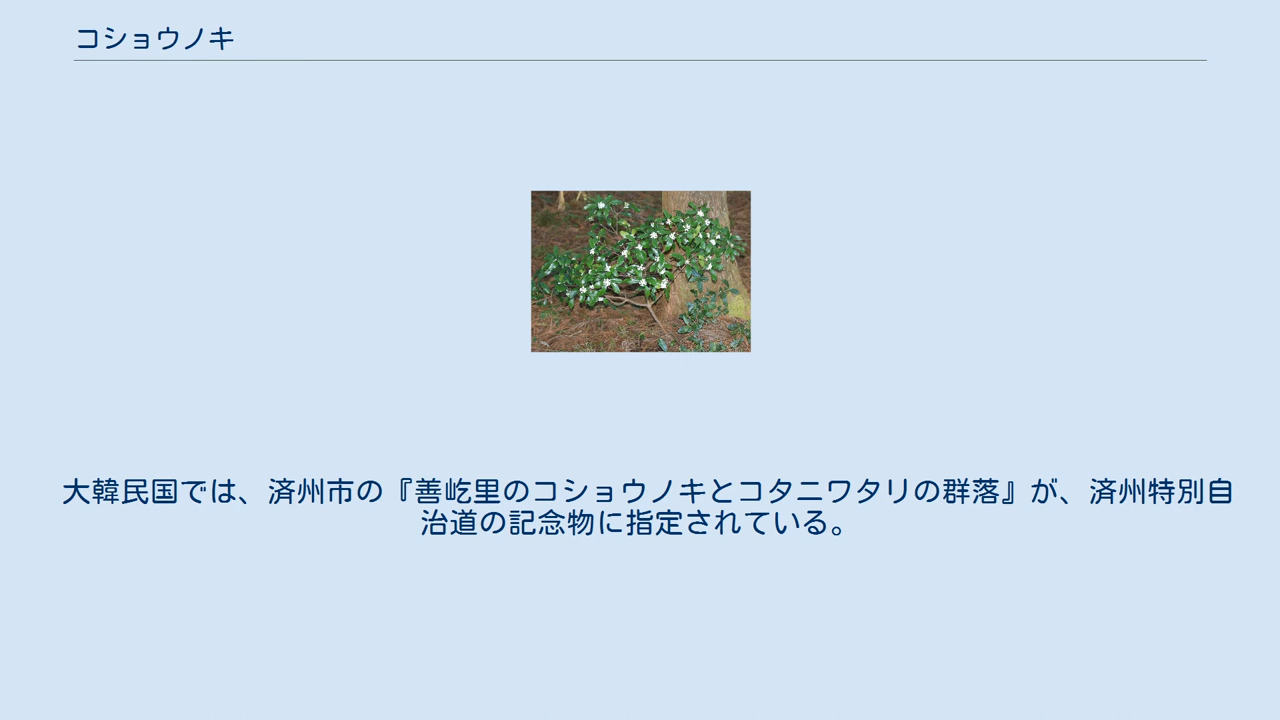 コショウノキ
大韓民国では、済州市の『善屹里のコショウノキとコタニワタリの群落』が、済州特別自
治道の記念物に指定されている。